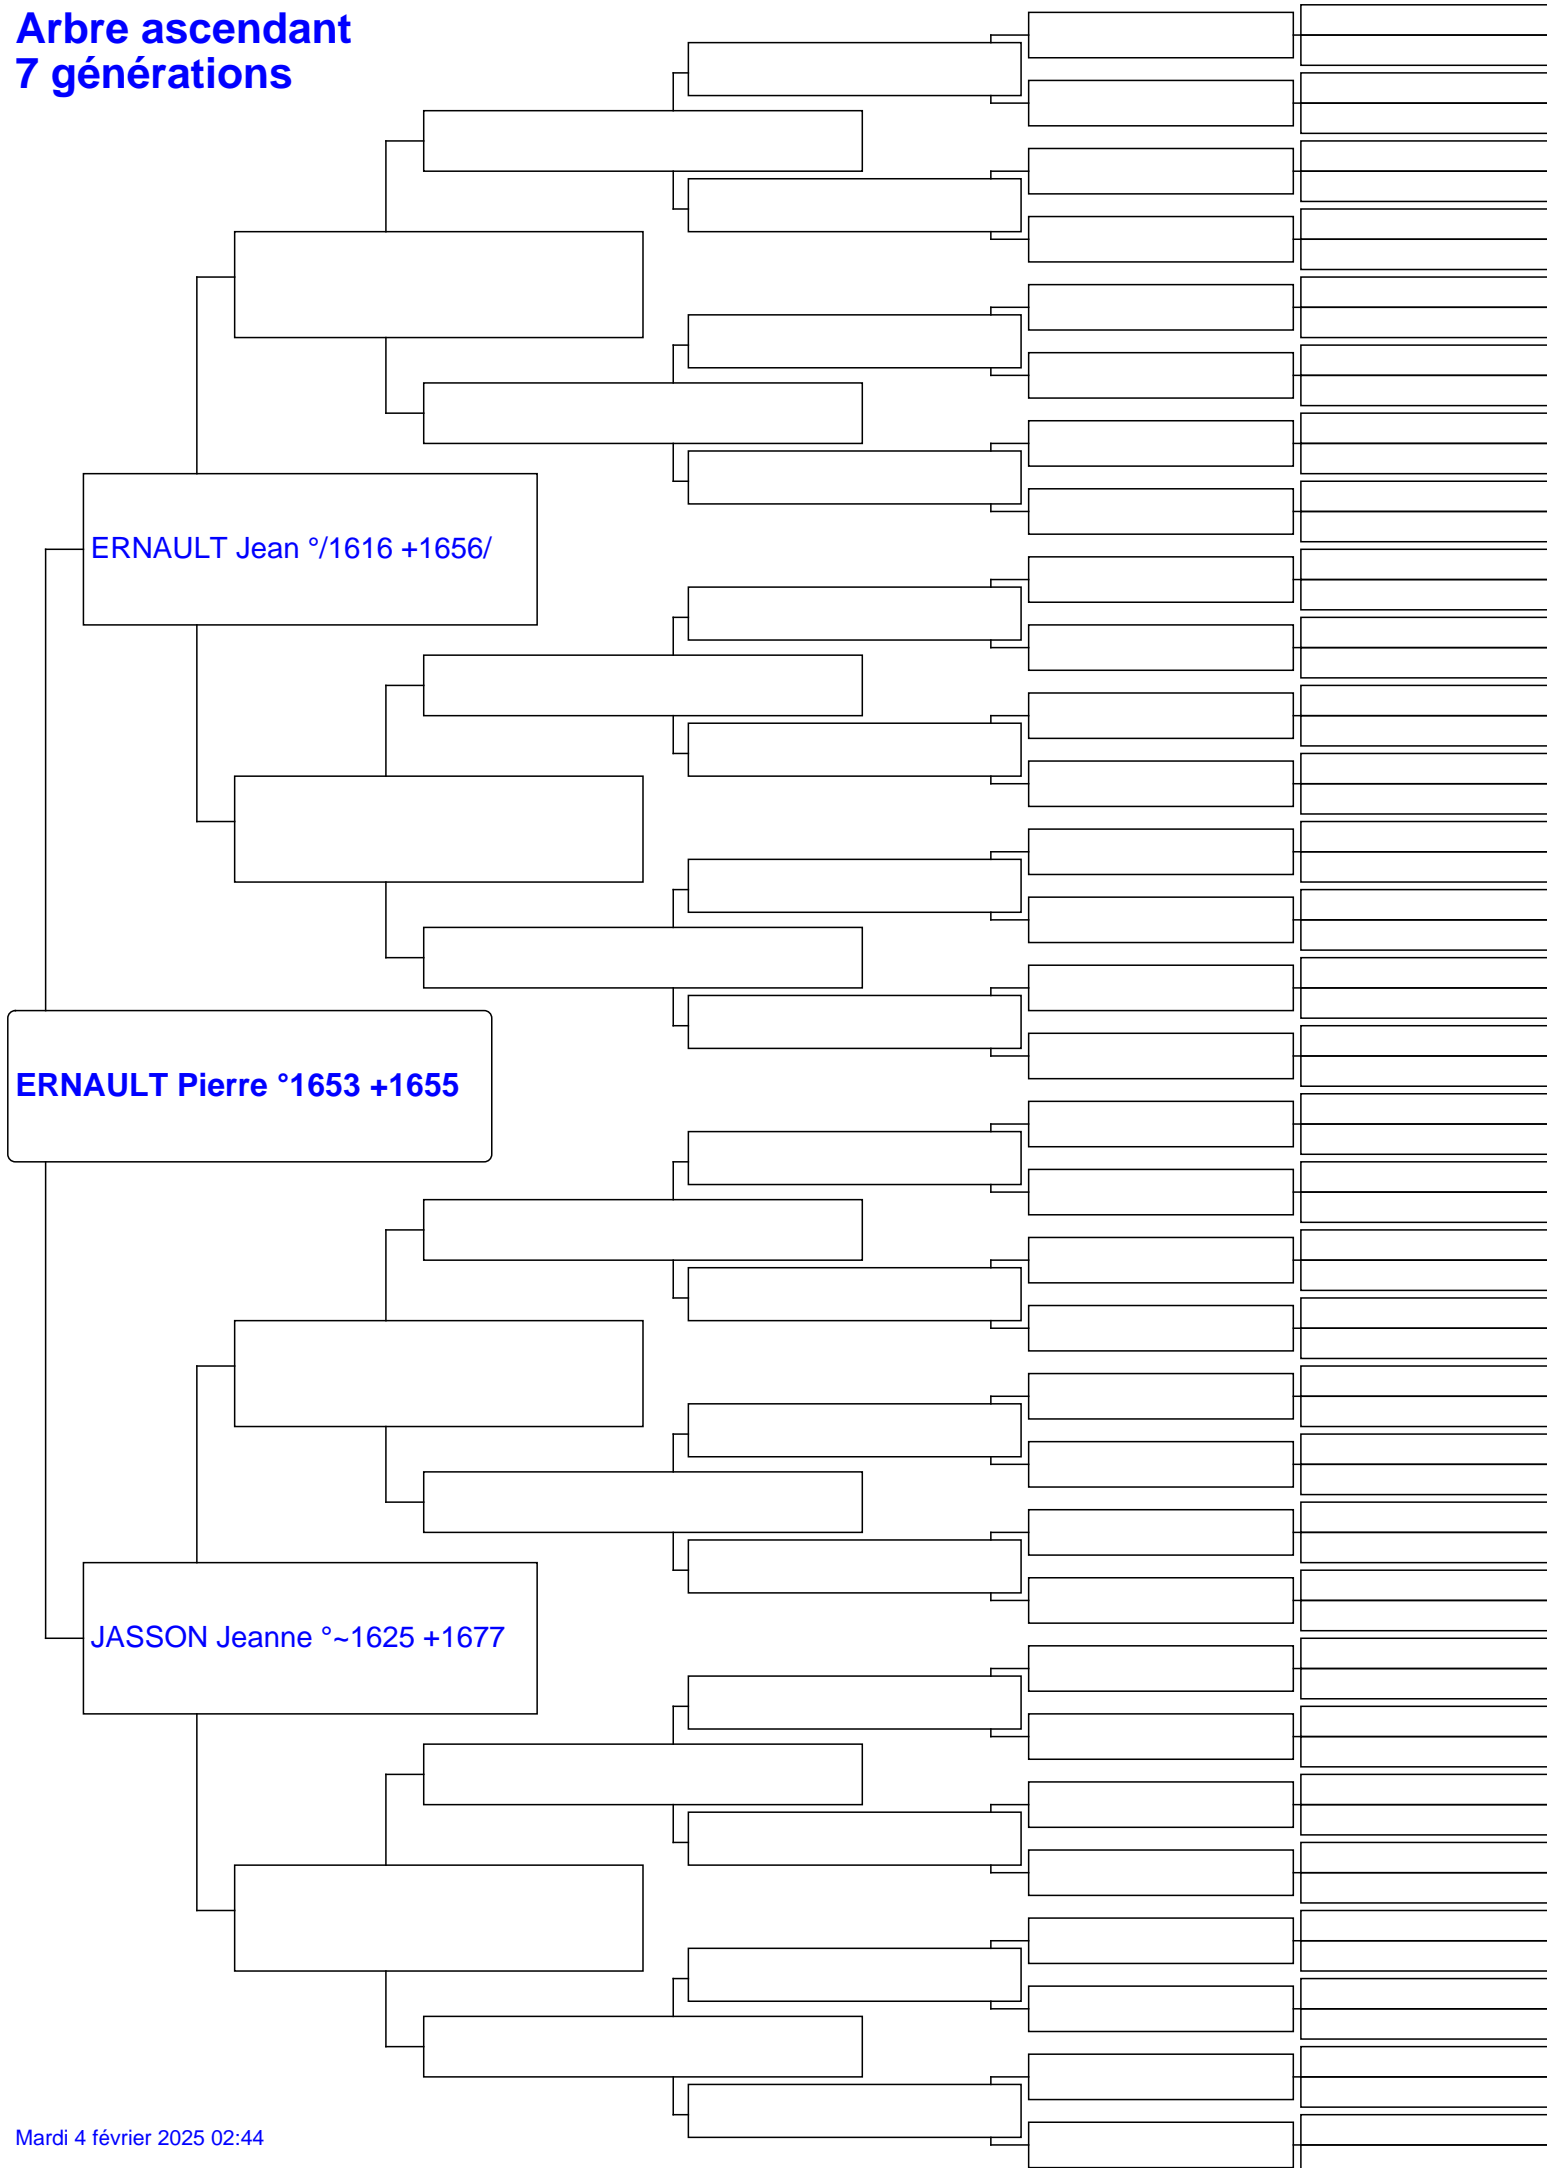 Arbre ascendant
7 générations
ERNAULT Jean °/1616 +1656/
ERNAULT Pierre °1653 +1655
JASSON Jeanne °~1625 +1677
Mardi 4 février 2025 02:44